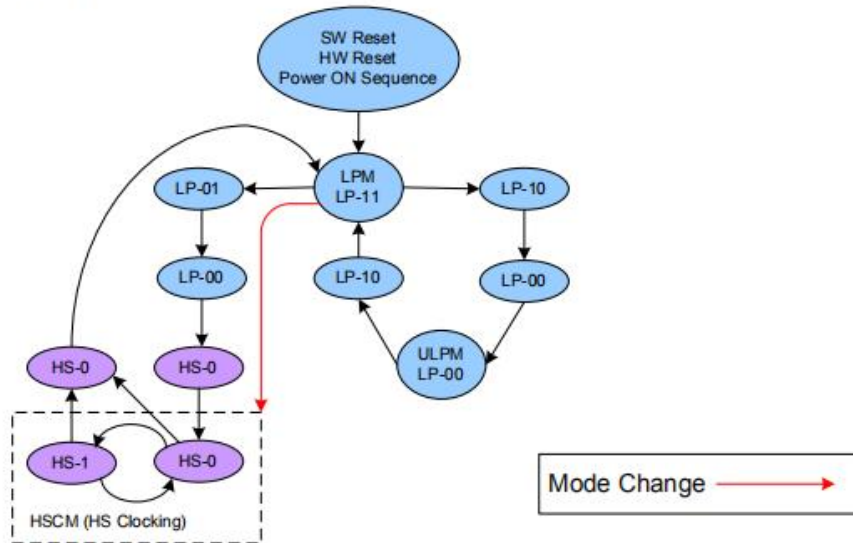 SW Reset
HW Reset
Power ON Sequence
LPM
LP-11
LP-01
LP-10
LP-00
LP-10
LP-00
ULPM
LP-00
HS-0
HS-0
HS-1
HS-0
HSCM (HS Clocking)
Mode Change